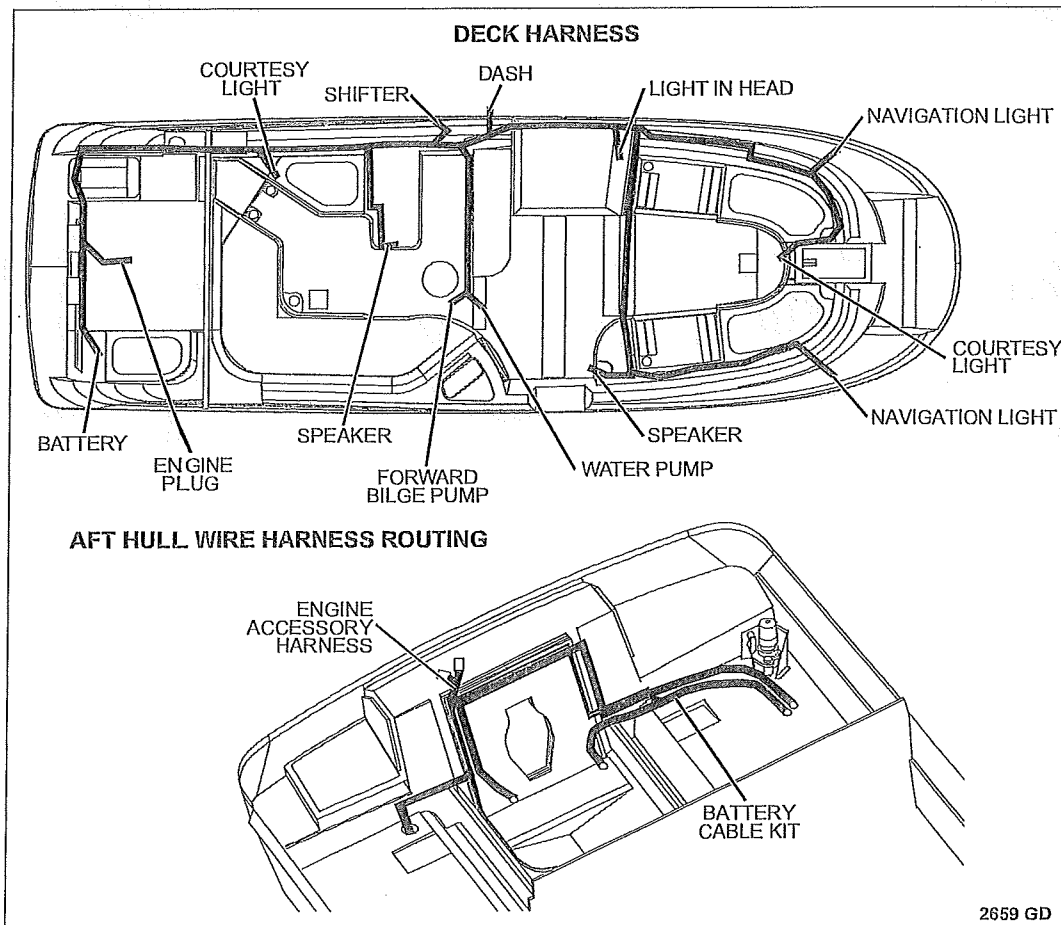 DECK HARNESS
COURTESY
LIGHT
SHIFTER
DASH
LIGHT IN HEAD
NAVIGATION LIGHT
COURTESY
LIGHT
NAVIGATION LIGHT
BATTERY
ENGINE
PLUG
SPEAKER
FORWARD
BILGE PUMP
WATER PUMP
SPEAKER
AFT HULL WIRE HARNESS ROUTING
ENGINE
ACCESSORY
HARNESS
BATTERY
CABLE KIT
2659 GD